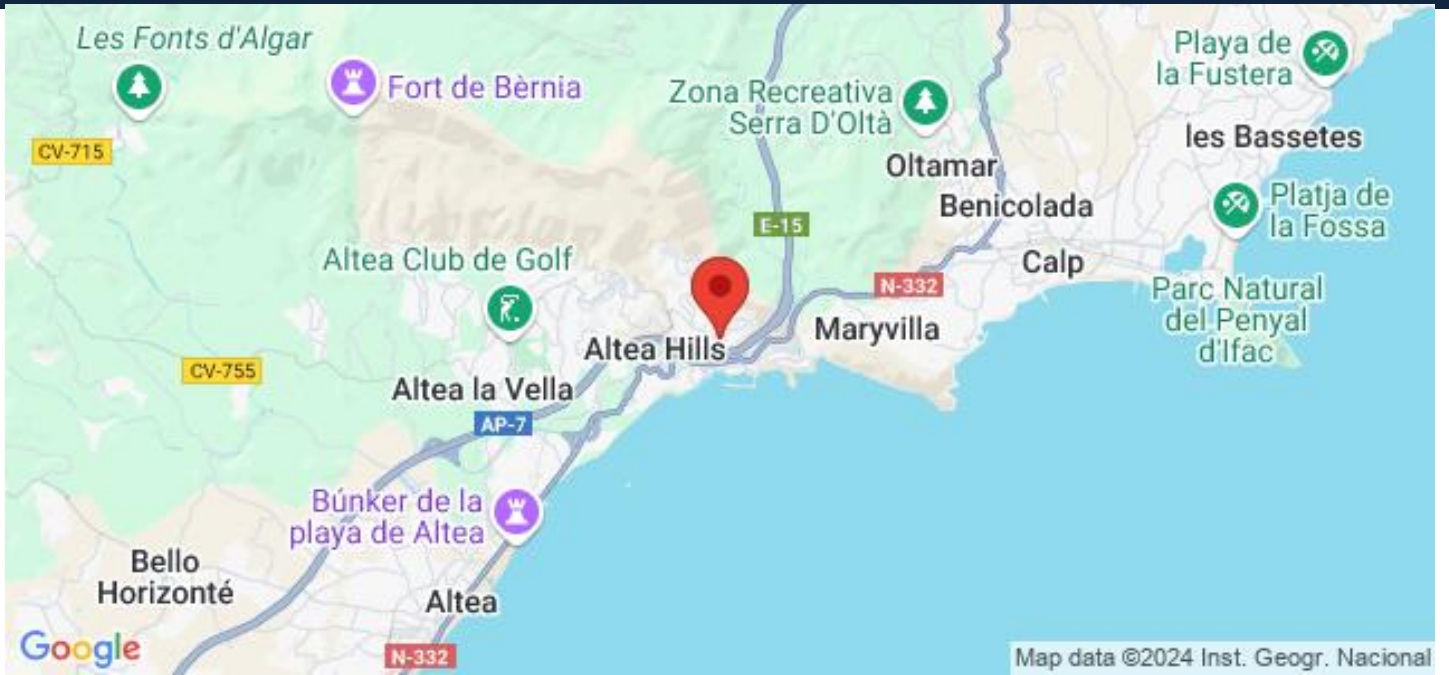 Les Fonts d'Algar
Fort de Bèrnia
Zona Recreativa
Serra D'Oltà
Playa de
la Fustera
CV-715
les Bassetes
Oltamar
Benicolada
Platja de
la Fossa
E-15
Altea Club de Golf
Calp
N-332
Parc Natural
del Penyal
d'Ifac
Maryvilla
Altea Hills
CV-755
Altea la Vella
AP-7
Búnker de la
playa de Altea
Bello
Horizonté
Altea
Google
N-332
Map data ©2024 Inst. Geogr. Nacional